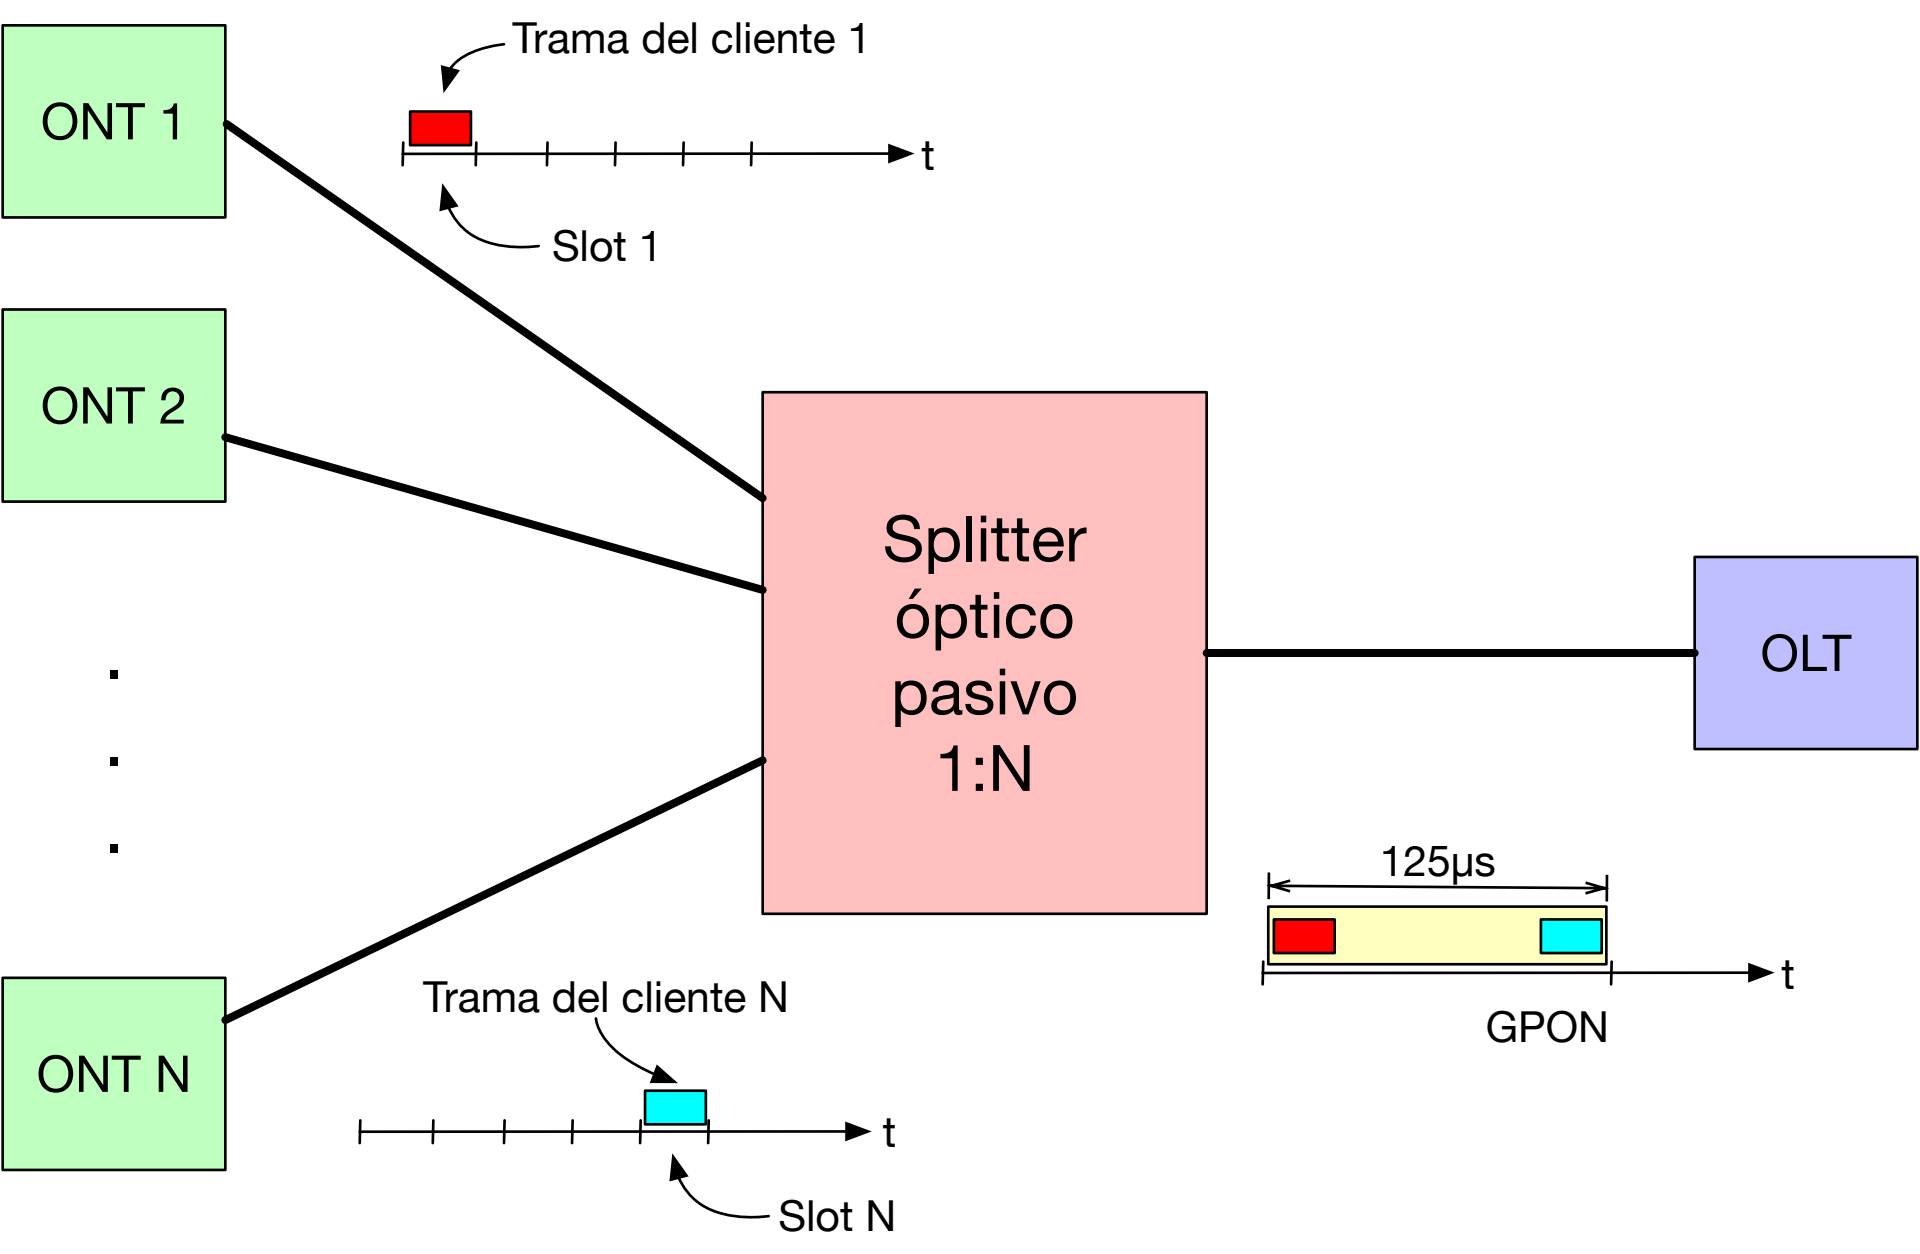 Trama del cliente 1
ONT 1
t
Slot 1
ONT 2
Splitter
óptico
pasivo
1:N
OLT
125µs
t
GPON
Trama del cliente N
ONT N
t
Slot N